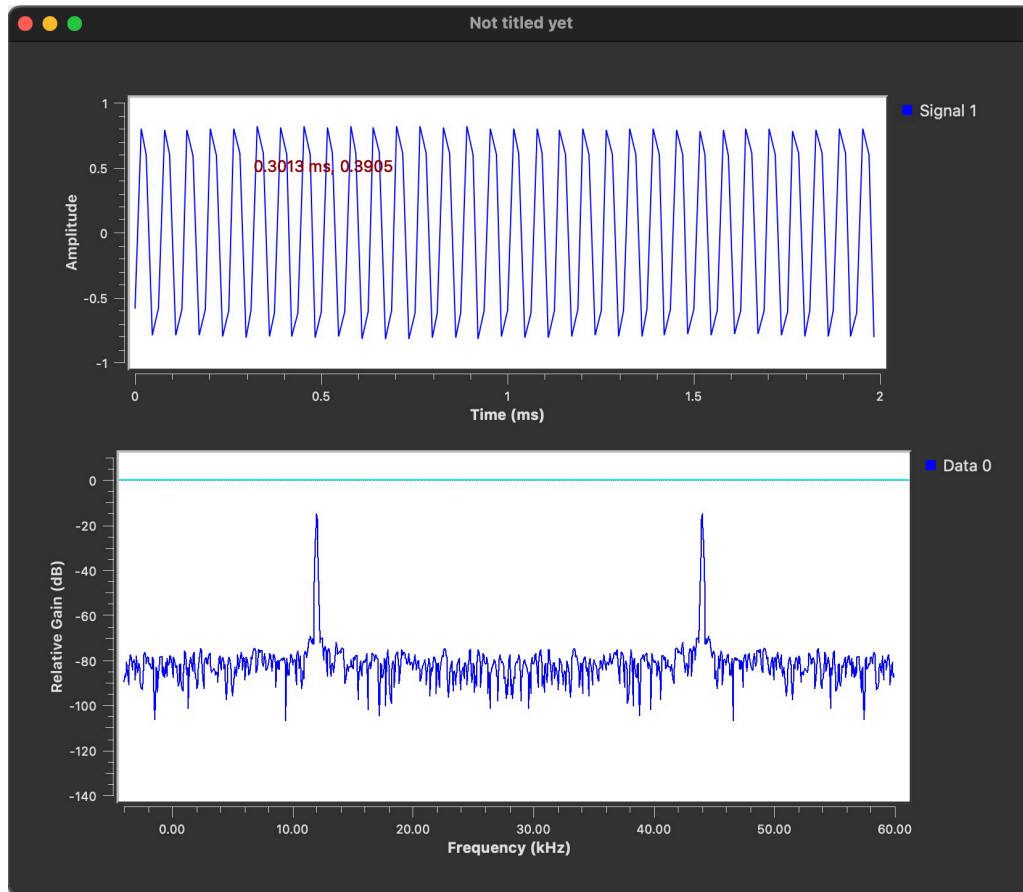 Not titled yet
Signal 1
1
0.5
0
-0.5
-1
Amplitude
0.3013 ms, 0.3905
0 0.5 1 1.5 2
Time (ms)
Data 0
0
-20
-40
-60
-80
-100
-120
-140
Relative Gain (dB)
0.00 10.00 20.00 30.00 40.00 50.00 60.00
Frequency (kHz)